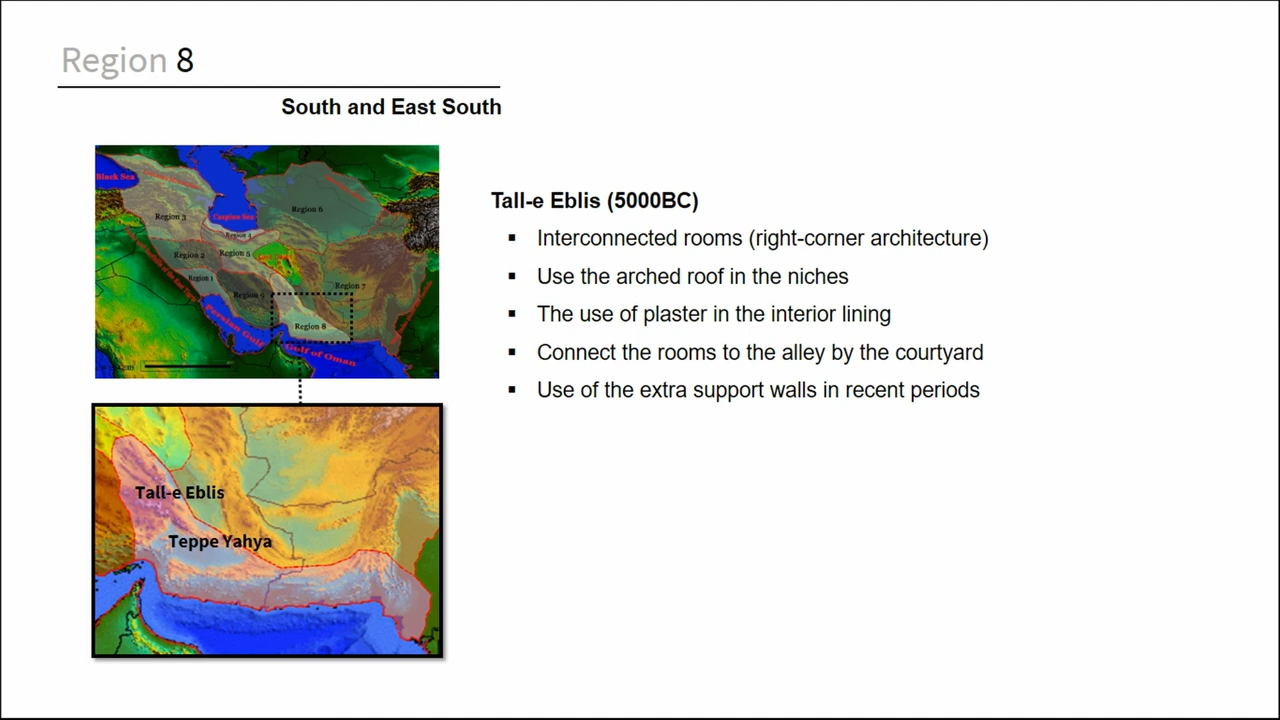 Region 8
South and East South
Black Sea
Caspian Sea
Region 3
Region 6
Region 4
Region 2
Region 5
Region 1
Region 7
Region 9
Region 8
Persian Gulf
Gulf of Oman
Tall-e Eblis
Teppe Yahya
Tall-e Eblis (5000BC)
▪ Interconnected rooms (right-corner architecture)
▪ Use the arched roof in the niches
▪ The use of plaster in the interior lining
▪ Connect the rooms to the alley by the courtyard
▪ Use of the extra support walls in recent periods